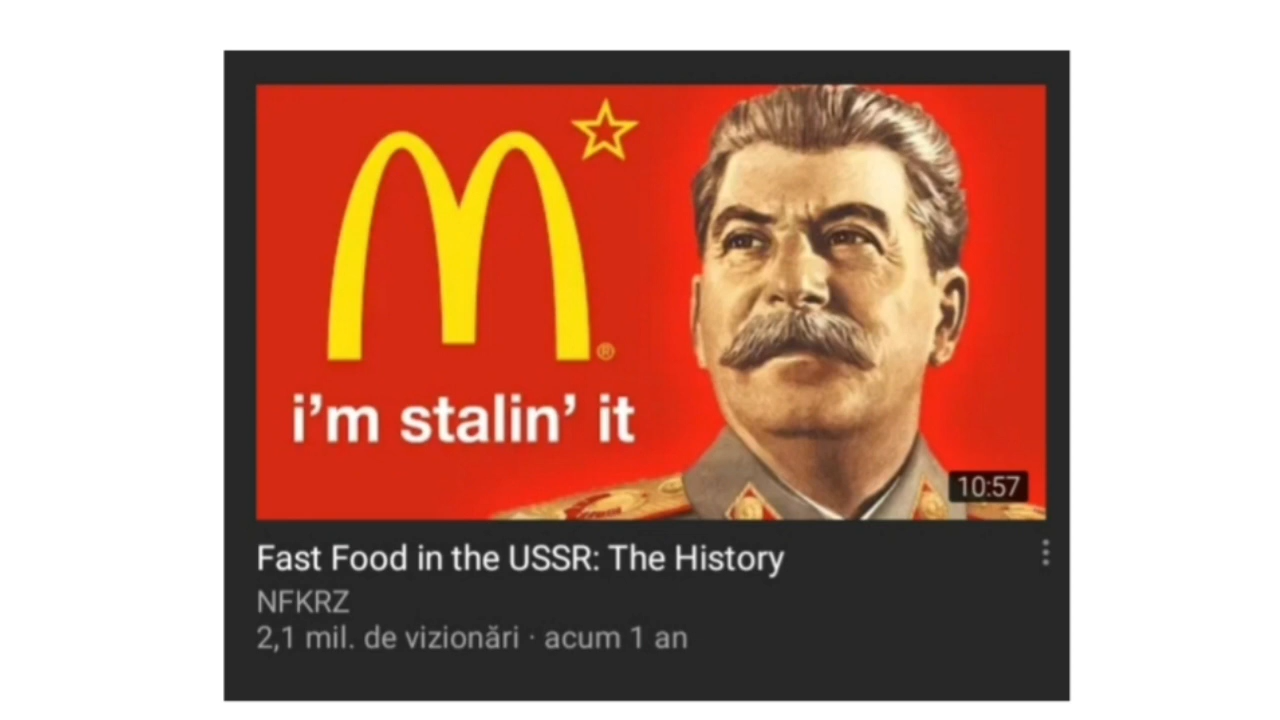 i'm stalin' it
®
10:57
Fast Food in the USSR: The History
NFKRZ
2,1 mil. de vizionări · acum 1 an